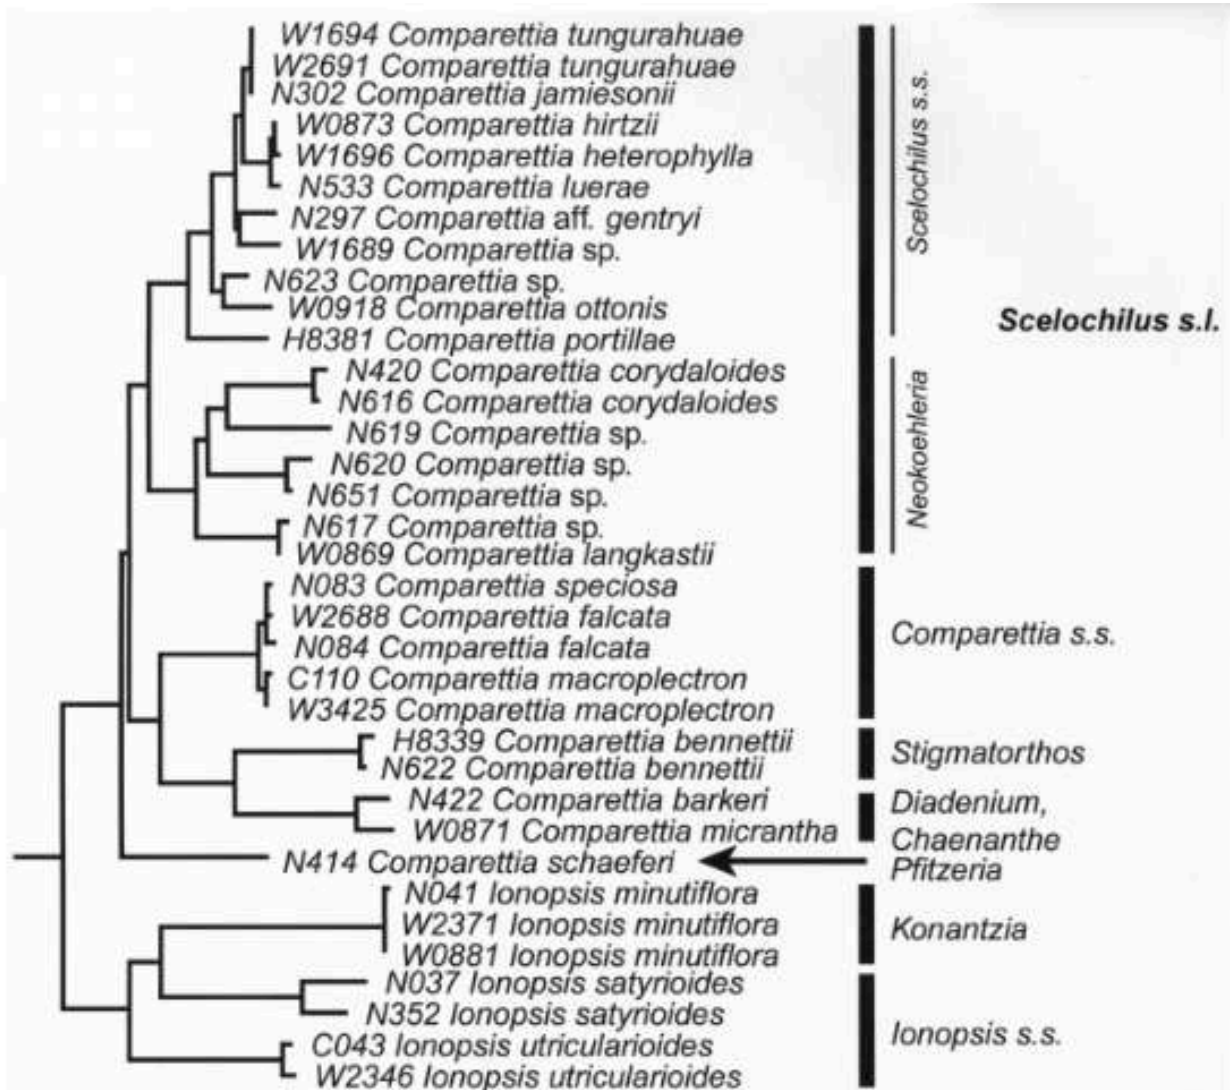 W1694 Comparettia tungurahuae
W2691 Comparettia tungurahuae
N302 Comparettia jamiesonii
W0873 Comparettia hirtzii
W1696 Comparettia heterophylla
N533 Comparettia luerae
N297 Comparettia aff. gentryi
W1689 Comparettia sp.
N623 Comparettia sp.
W0918 Comparettia ottonis
H8381 Comparettia portillae
N420 Comparettia corydaloides
N616 Comparettia corydaloides
N619 Comparettia sp.
N620 Comparettia sp.
N651 Comparettia sp.
N617 Comparettia sp.
W0869 Comparettia langkastii
N083 Comparettia speciosa
W2688 Comparettia falcata
N084 Comparettia falcata
C110 Comparettia macroplectron
W3425 Comparettia macroplectron
H8339 Comparettia bennettii
N622 Comparettia bennettii
N422 Comparettia barkeri
W0871 Comparettia micrantha
N414 Comparettia schaeferi
N041 Ionopsis minutiflora
W2371 Ionopsis minutiflora
W0881 Ionopsis minutiflora
N037 Ionopsis satyrioides
N352 Ionopsis satyrioides
C043 Ionopsis utricularioides
W2346 Ionopsis utricularioides
Scelochilus s.s.
Neokoehleria
Scelochilus s.l.
Comparettia s.s.
Stigmatorthos
Diadenium,
Chaenanthe
Pfitzeria
Konantzia
Ionopsis s.s.